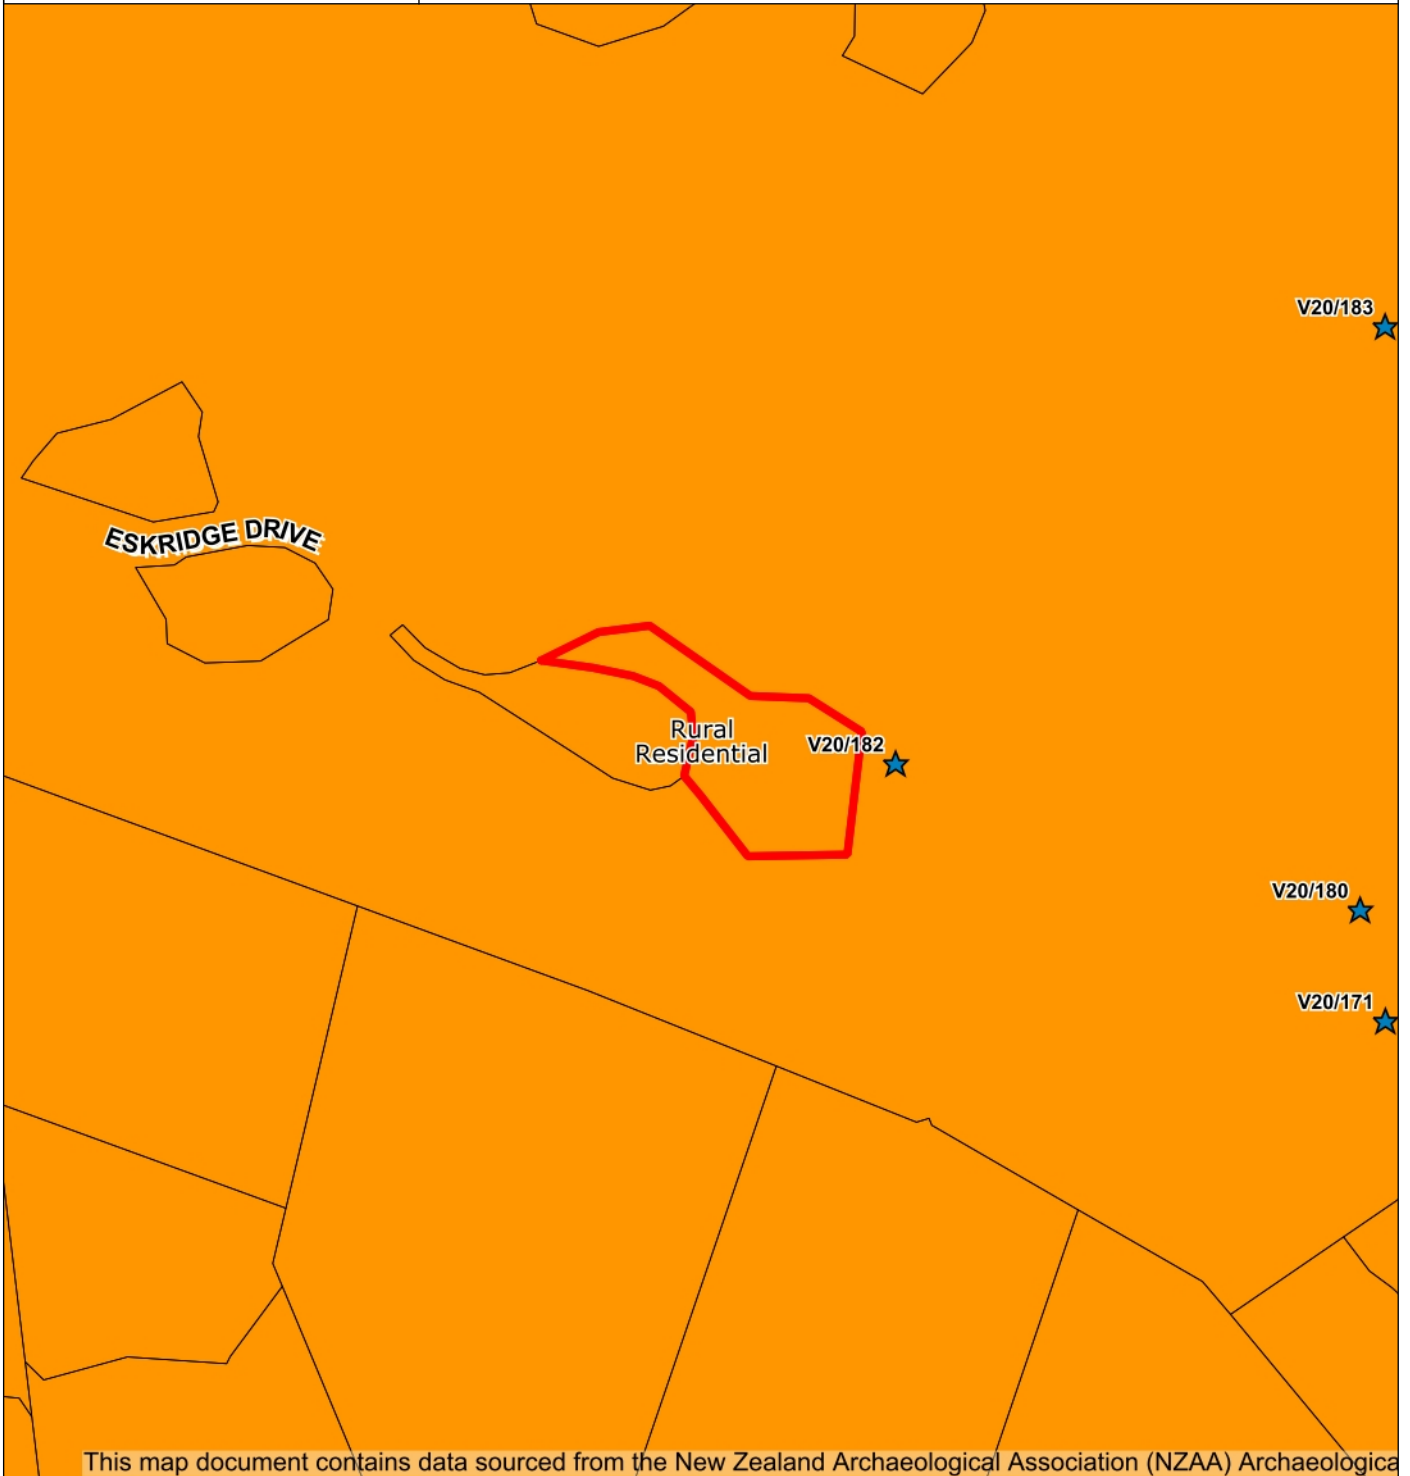 V20/183
ESKRIDGE DRIVE
Rural
Residential
V20/182
V20/180
V20/171
This map document contains data sourced from the New Zealand Archaeological Association (NZAA) Archaeologica